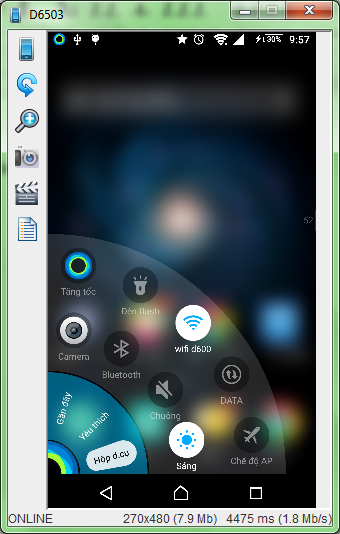 D6503
30% 9:57
52
Tăng tốc
Đèn flash
wifi d600
Camera
Bluetooth
DATA
Chuông
Gần đây
Yêu thích
Hộp d.cụ
Sáng
Chế độ AP
ONLINE 270x480 (7.9 Mb) 4475 ms (1.8 Mb/s)